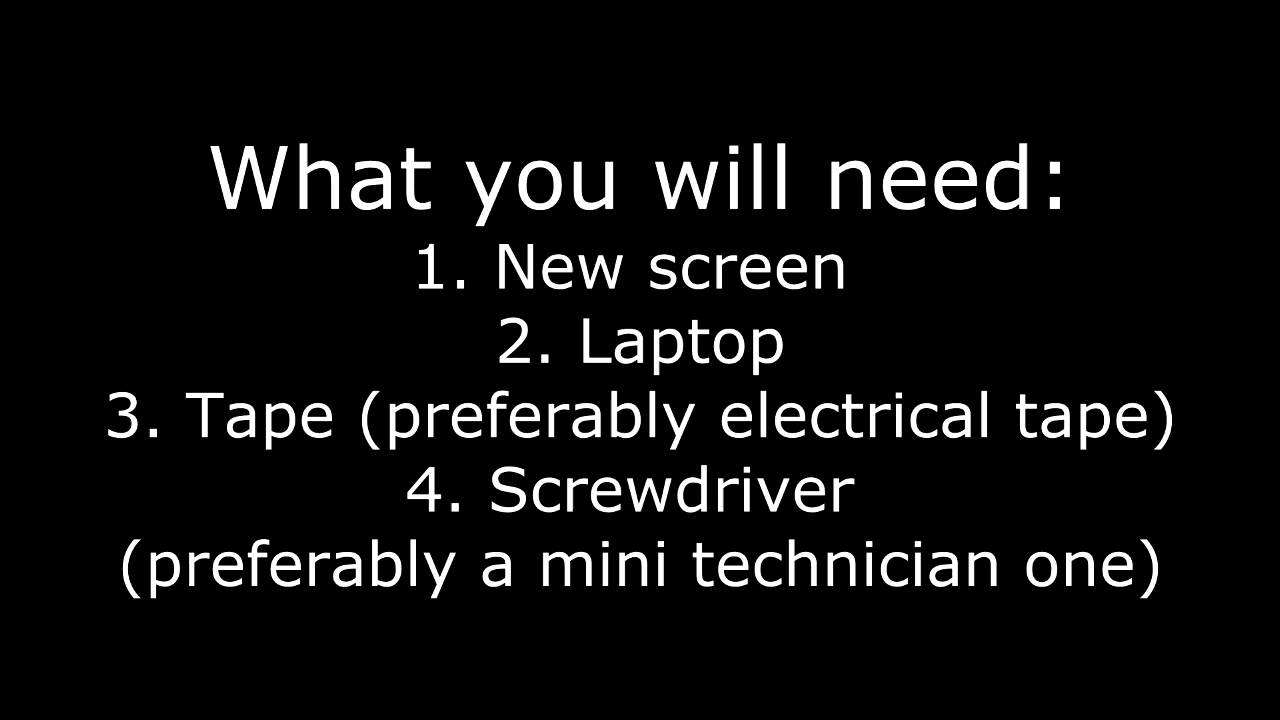 What you will need:
1. New screen
2. Laptop
3. Tape (preferably electrical tape)
4. Screwdriver
(preferably a mini technician one)